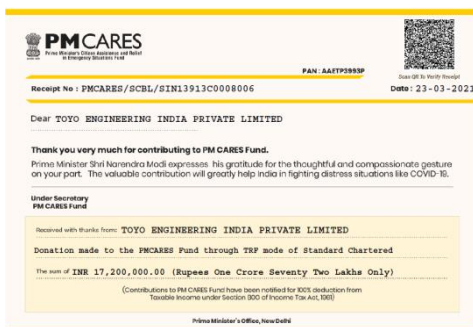 PM CARES
Prime Minister's Citizen Assistance and Relief
in Emergency Situations Fund
PAN : AAETP3993P
Scan QR To Verify Receipt
Receipt No : PMCARES/SCBL/SIN13913C0008006
Date: 23-03-2021
Dear TOYO ENGINEERING INDIA PRIVATE LIMITED
Thank you very much for contributing to PM CARES Fund.
Prime Minister Shri Narendra Modi expresses his gratitude for the thoughtful and compassionate gesture
on your part. The valuable contribution will greatly help India in fighting distress situations like COVID-19.
Under Secretary
PM CARES Fund
Received with thanks from: TOYO ENGINEERING INDIA PRIVATE LIMITED
Donation made to the PMCARES Fund through TRF mode of Standard Chartered
The sum of INR 17,200,000.00 (Rupees One Crore Seventy Two Lakhs Only)
(Contributions to PM CARES Fund have been notified for 100% deduction from
Taxable Income under Section 80G of Income Tax Act, 1961)
Prime Minister's Office, New Delhi